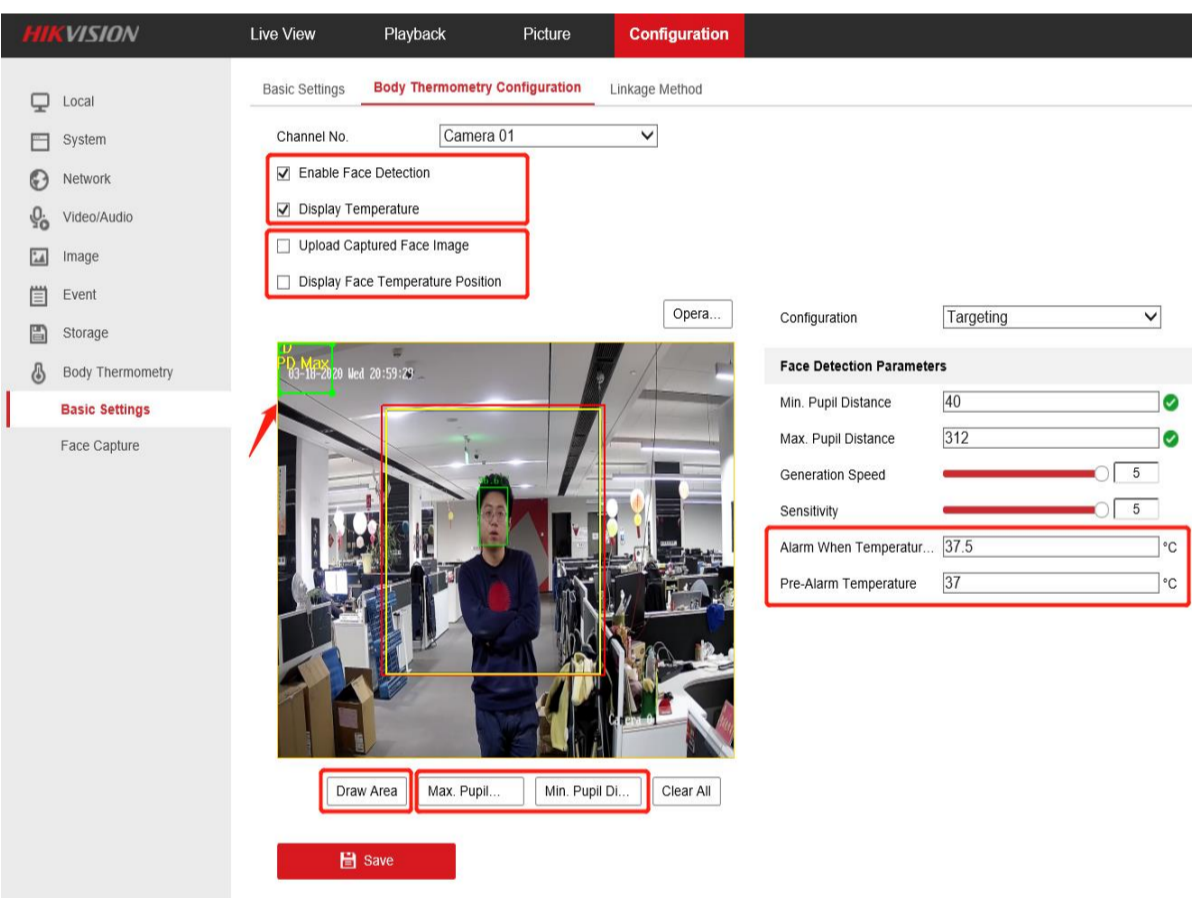 HIKVISION
Live View
Playback
Picture
Configuration
Local
System
Network
Video/Audio
Image
Event
Storage
Body Thermometry
Basic Settings
Face Capture
Basic Settings
Body Thermometry Configuration
Linkage Method
Channel No.
Camera 01
Enable Face Detection
Display Temperature
Upload Captured Face Image
Display Face Temperature Position
Opera...
D
PD Max
03-18-2020 Wed 20:59:29
Draw Area
Max. Pupil...
Min. Pupil Di...
Clear All
Save
Configuration
Targeting
Face Detection Parameters
Min. Pupil Distance
40
Max. Pupil Distance
312
Generation Speed
5
Sensitivity
5
Alarm When Temperatur...
37.5
°C
Pre-Alarm Temperature
37
°C